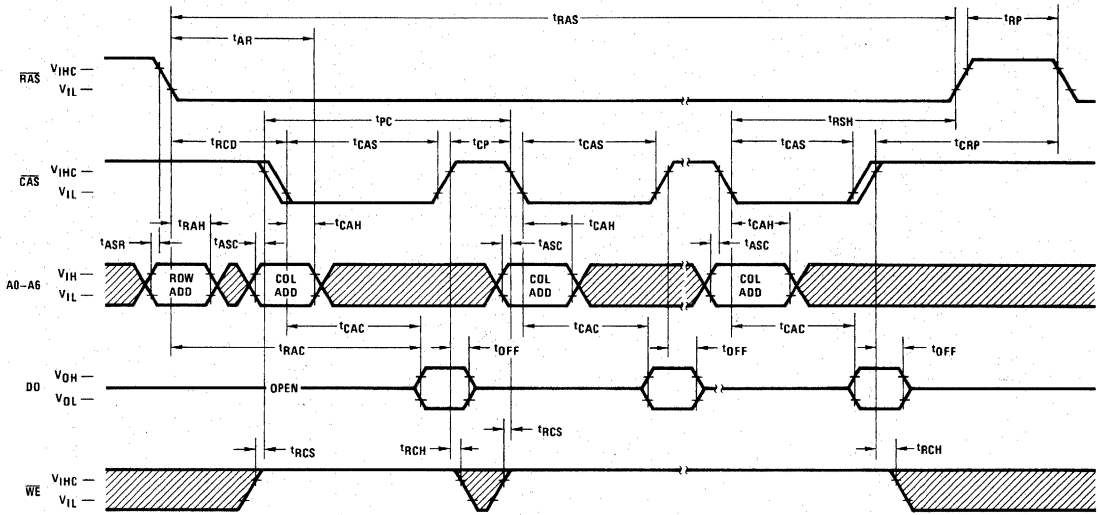 tRAS
tRP
tAR
RAS
VIHC
VIL
tPC
tRSH
tRCD
tCAS
tCP
tCAS
tCAS
tCRP
CAS
VIHC
VIL
tRAH
tCAH
tCAH
tCAH
tASR
tASC
tASC
tASC
A0–A6
VIH
VIL
ROW
ADD
COL
ADD
COL
ADD
COL
ADD
tCAC
tCAC
tCAC
tRAC
tOFF
tOFF
tOFF
DO
VOH
VOL
OPEN
tRCS
tRCS
tRCH
tRCH
WE
VIHC
VIL